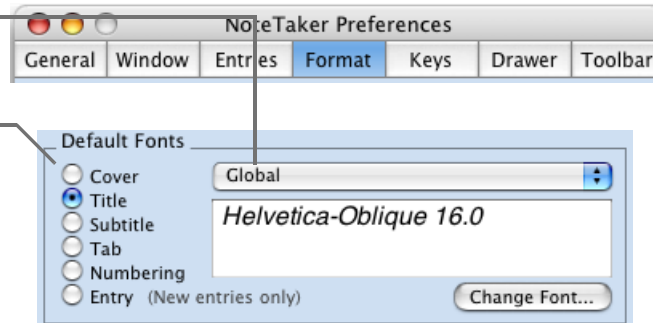 NoteTaker Preferences
General Window Entries Format Keys Drawer Toolbar
Default Fonts
Cover
Global
Title
Helvetica-Oblique 16.0
Subtitle
Tab
Numbering
Entry (New entries only)
Change Font...